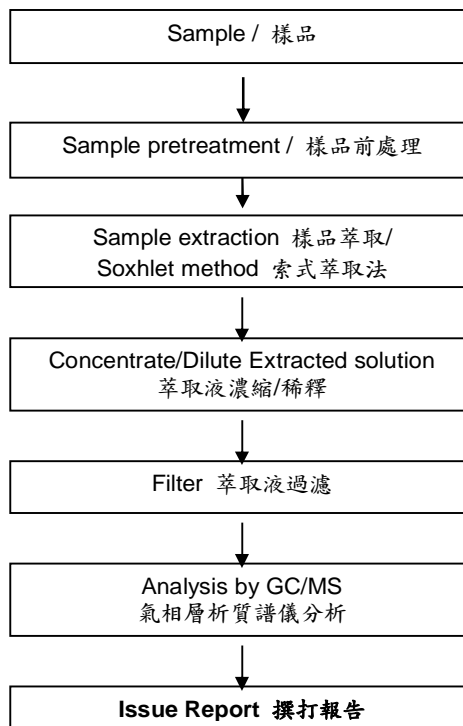 Sample / 樣品
Sample pretreatment / 樣品前處理
Sample extraction 樣品萃取/
Soxhlet method 索式萃取法
Concentrate/Dilute Extracted solution
萃取液濃縮/稀釋
Filter 萃取液過濾
Analysis by GC/MS
氣相層析質譜儀分析
Issue Report 撰打報告